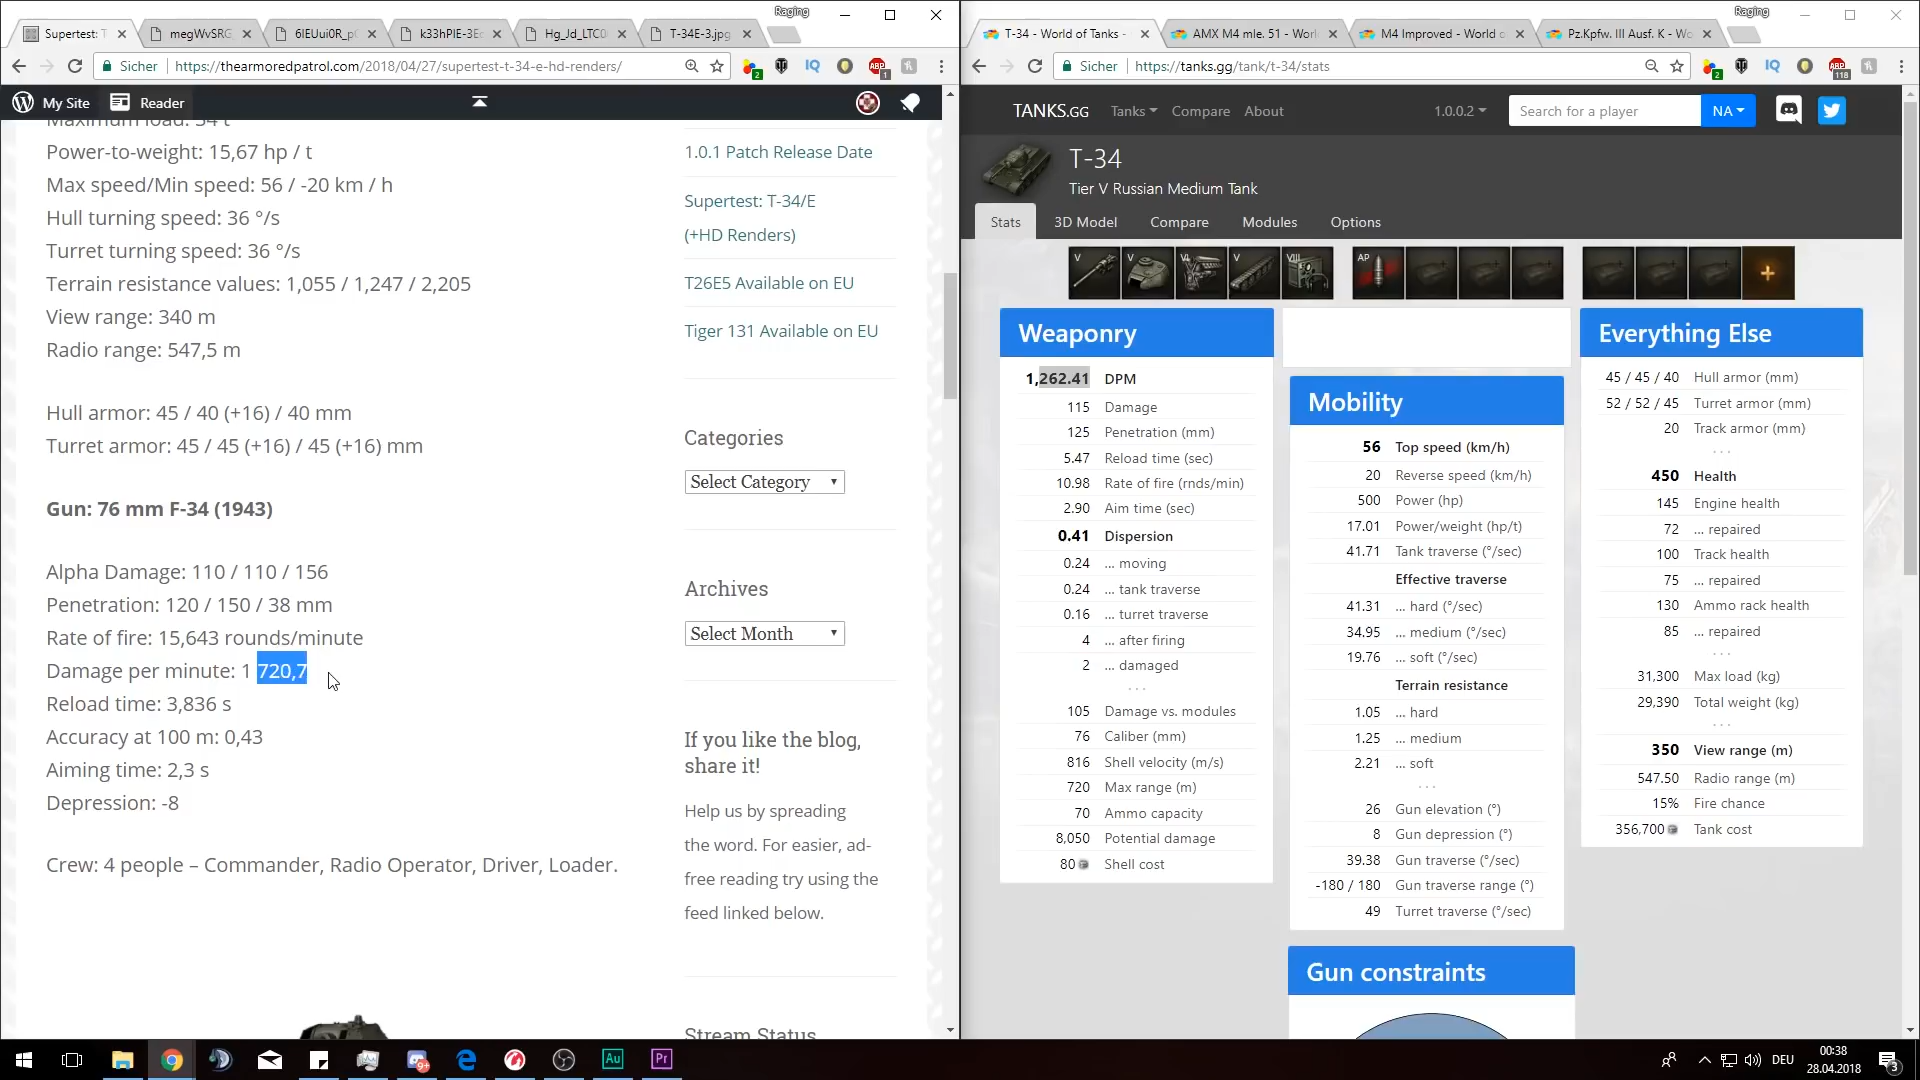 Raging
Supertest: T
megWvSRG
6lEUui0R_p
k33hPIE-3E
Hg_Jd_LTC0
T-34E-3.jpg
Sicher
https://thearmoredpatrol.com/2018/04/27/supertest-t-34-e-hd-renders/
My Site
Reader
Maximum load: 34 t
Power-to-weight: 15,67 hp / t
Max speed/Min speed: 56 / -20 km / h
Hull turning speed: 36 °/s
Turret turning speed: 36 °/s
Terrain resistance values: 1,055 / 1,247 / 2,205
View range: 340 m
Radio range: 547,5 m
Hull armor: 45 / 40 (+16) / 40 mm
Turret armor: 45 / 45 (+16) / 45 (+16) mm
Gun: 76 mm F-34 (1943)
Alpha Damage: 110 / 110 / 156
Penetration: 120 / 150 / 38 mm
Rate of fire: 15,643 rounds/minute
Damage per minute: 1 720,7
Reload time: 3,836 s
Accuracy at 100 m: 0,43
Aiming time: 2,3 s
Depression: -8
Crew: 4 people – Commander, Radio Operator, Driver, Loader.
1.0.1 Patch Release Date
Supertest: T-34/E
(+HD Renders)
T26E5 Available on EU
Tiger 131 Available on EU
Categories
Select Category
Archives
Select Month
If you like the blog,
share it!
Help us by spreading
the word. For easier, ad-
free reading try using the
feed linked below.
Stream Status
Raging
T-34 - World of Tanks -
AMX M4 mle. 51 - Worl
M4 Improved - World o
Pz.Kpfw. III Ausf. K - Wo
Sicher
https://tanks.gg/tank/t-34/stats
TANKS.GG
Tanks
Compare
About
1.0.0.2
Search for a player
NA
T-34
Tier V Russian Medium Tank
Stats
3D Model
Compare
Modules
Options
V
V
VI
V
VIII
AP
Weaponry
1,262.41 DPM
115 Damage
125 Penetration (mm)
5.47 Reload time (sec)
10.98 Rate of fire (rnds/min)
2.90 Aim time (sec)
0.41 Dispersion
0.24 ... moving
0.24 ... tank traverse
0.16 ... turret traverse
4 ... after firing
2 ... damaged
...
105 Damage vs. modules
76 Caliber (mm)
816 Shell velocity (m/s)
720 Max range (m)
70 Ammo capacity
8,050 Potential damage
80 Shell cost
Mobility
56 Top speed (km/h)
20 Reverse speed (km/h)
500 Power (hp)
17.01 Power/weight (hp/t)
41.71 Tank traverse (°/sec)
Effective traverse
41.31 ... hard (°/sec)
34.95 ... medium (°/sec)
19.76 ... soft (°/sec)
Terrain resistance
1.05 ... hard
1.25 ... medium
2.21 ... soft
...
26 Gun elevation (°)
8 Gun depression (°)
39.38 Gun traverse (°/sec)
-180 / 180 Gun traverse range (°)
49 Turret traverse (°/sec)
Gun constraints
Everything Else
45 / 45 / 40 Hull armor (mm)
52 / 52 / 45 Turret armor (mm)
20 Track armor (mm)
...
450 Health
145 Engine health
72 ... repaired
100 Track health
75 ... repaired
130 Ammo rack health
85 ... repaired
...
31,300 Max load (kg)
29,390 Total weight (kg)
...
350 View range (m)
547.50 Radio range (m)
15% Fire chance
356,700 Tank cost
Au
Pr
DEU
00:38
28.04.2018
3